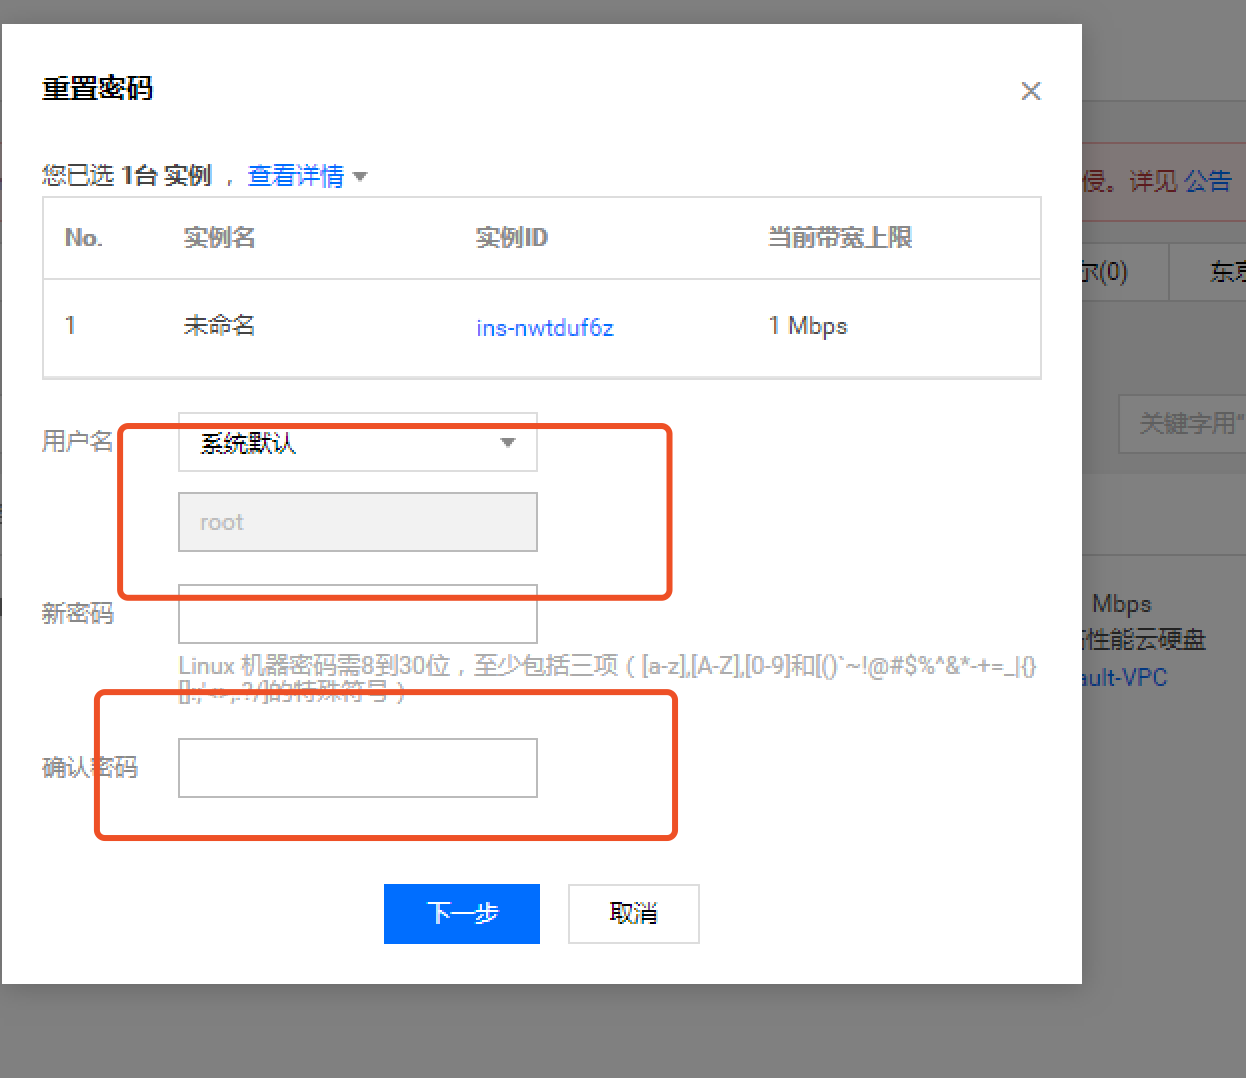 重置密码
您已选 1台 实例 ， 查看详情
No. 实例名 实例ID 当前带宽上限
1 未命名 ins-nwtduf6z 1 Mbps
用户名 系统默认
root
新密码
Linux 机器密码需8到30位，至少包括三项（[a-z],[A-Z],[0-9]和[()`~!@#$%^&*-+=_|{}
[]:;'<>,.?/]的特殊符号）
确认密码
下一步 取消
侵。详见 公告
尔(0) 东京
关键字用"
Mbps
性能云硬盘
ault-VPC